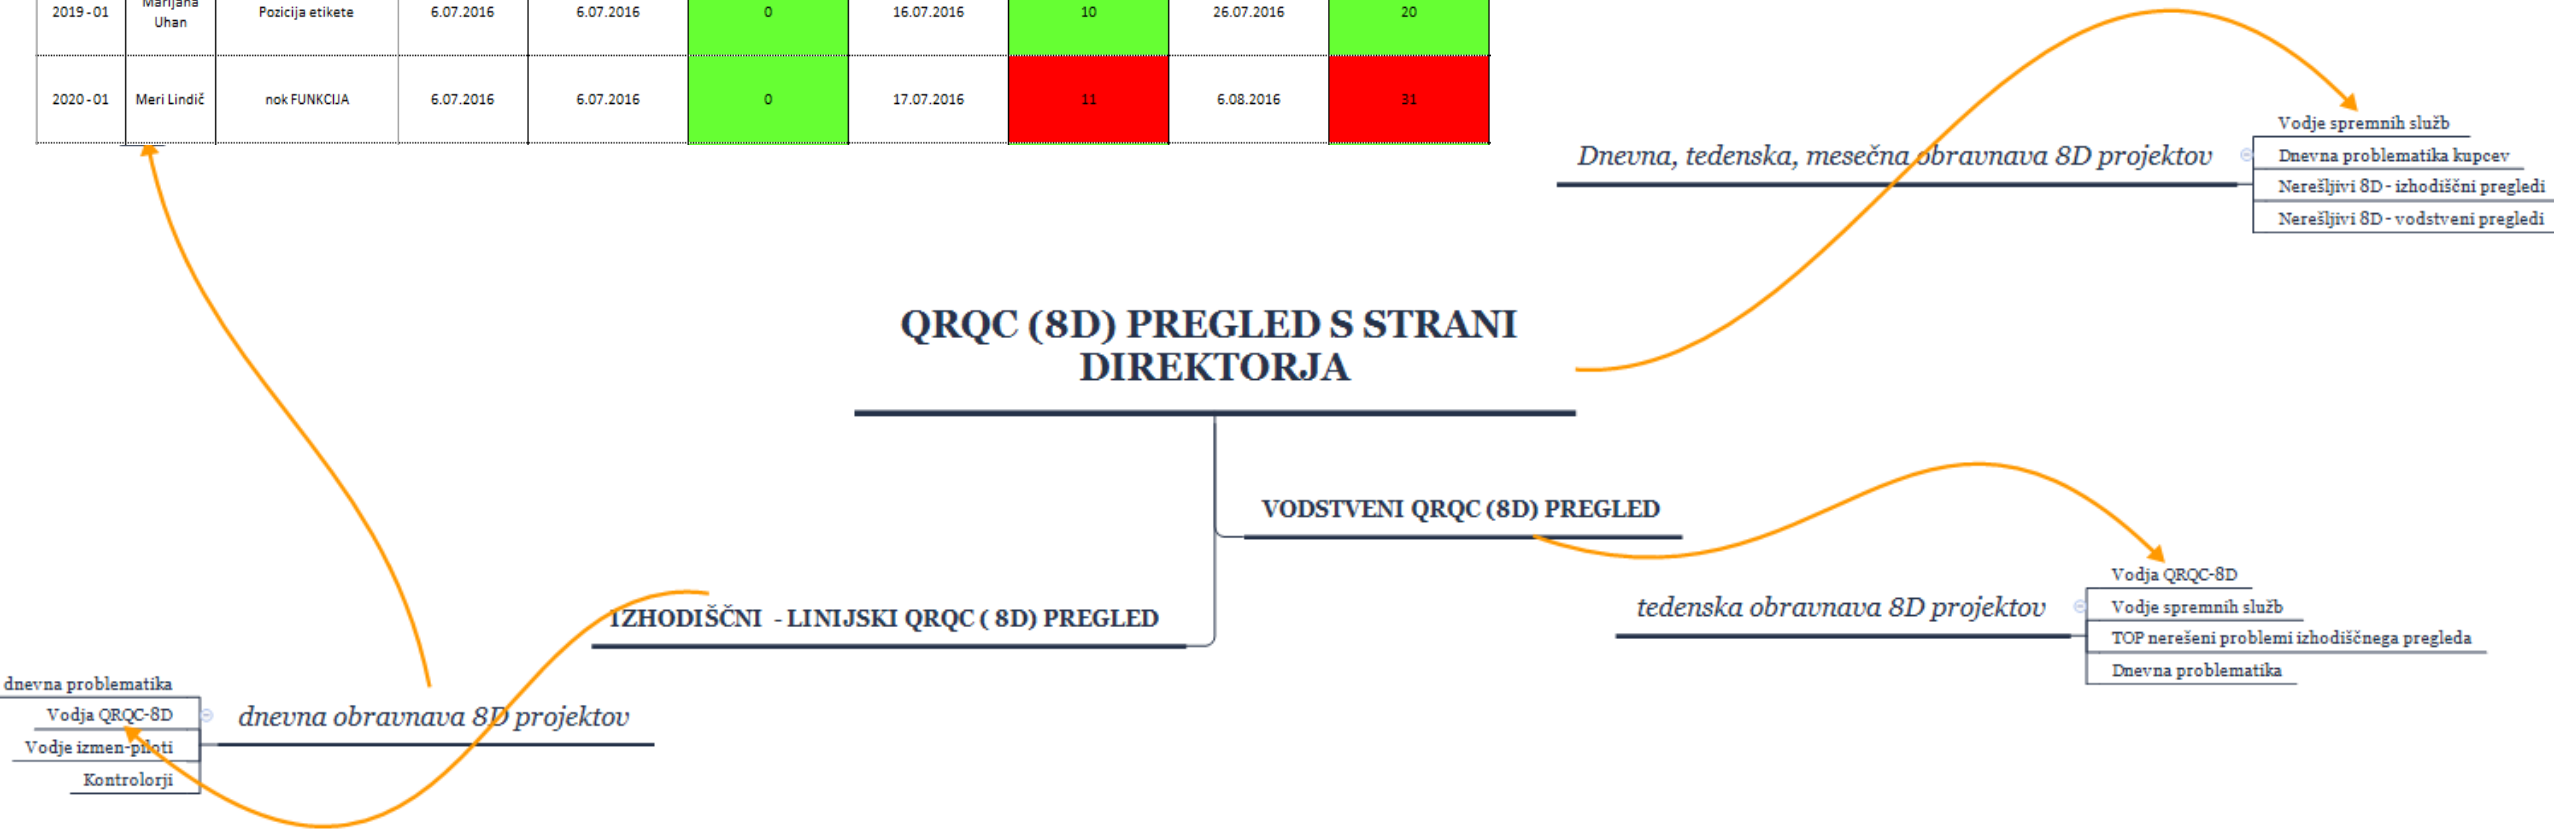 2019 - 01 Marijana Uhan Pozicija etikete 6.07.2016 6.07.2016 0 16.07.2016 10 26.07.2016 20
2020 - 01 Meri Lindič nok FUNKCIJA 6.07.2016 6.07.2016 0 17.07.2016 11 6.08.2016 31
Dnevna, tedenska, mesečna obravnava 8D projektov
Vodje spremnih služb
Dnevna problematika kupcev
Nerešljivi 8D - izhodiščni pregledi
Nerešljivi 8D - vodstveni pregledi
QRQC (8D) PREGLED S STRANI
DIREKTORJA
VODSTVENI QRQC (8D) PREGLED
tedenska obravnava 8D projektov
Vodja QRQC-8D
Vodje spremnih služb
TOP nerešeni problemi izhodiščnega pregleda
Dnevna problematika
IZHODIŠČNI - LINIJSKI QRQC ( 8D) PREGLED
dnevna obravnava 8D projektov
dnevna problematika
Vodja QRQC-8D
Vodje izmen-piloti
Kontrolorji